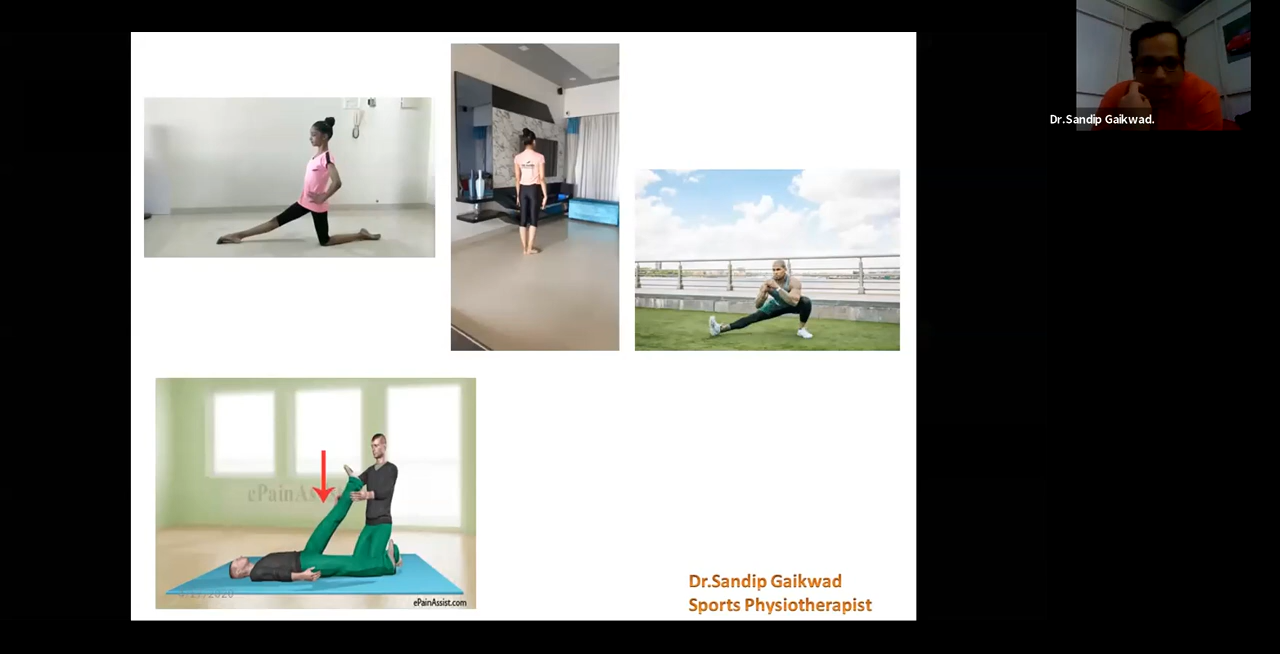 Dr.Sandip Gaikwad.
ePainAssist
ePainAssist.com
Dr.Sandip Gaikwad
Sports Physiotherapist